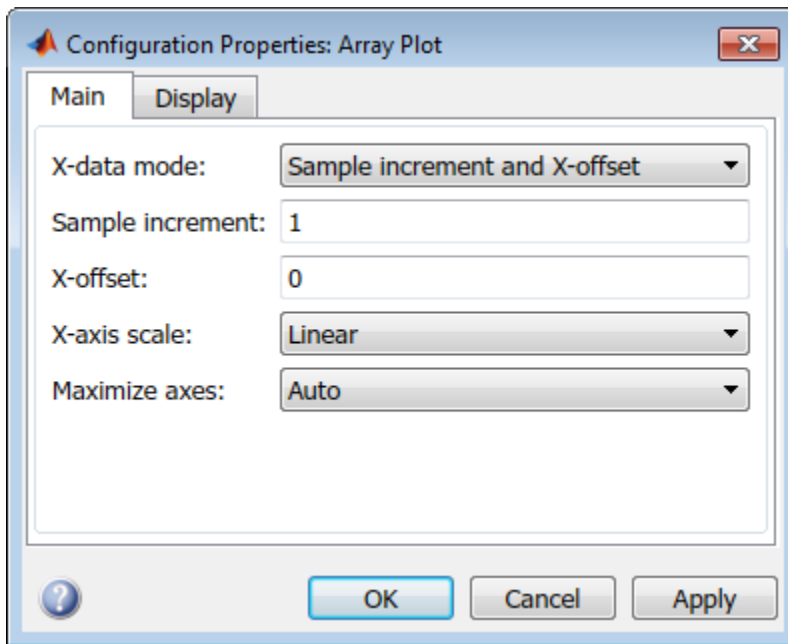 Configuration Properties: Array Plot
Main Display
X-data mode: Sample increment and X-offset
Sample increment: 1
X-offset: 0
X-axis scale: Linear
Maximize axes: Auto
? OK Cancel Apply